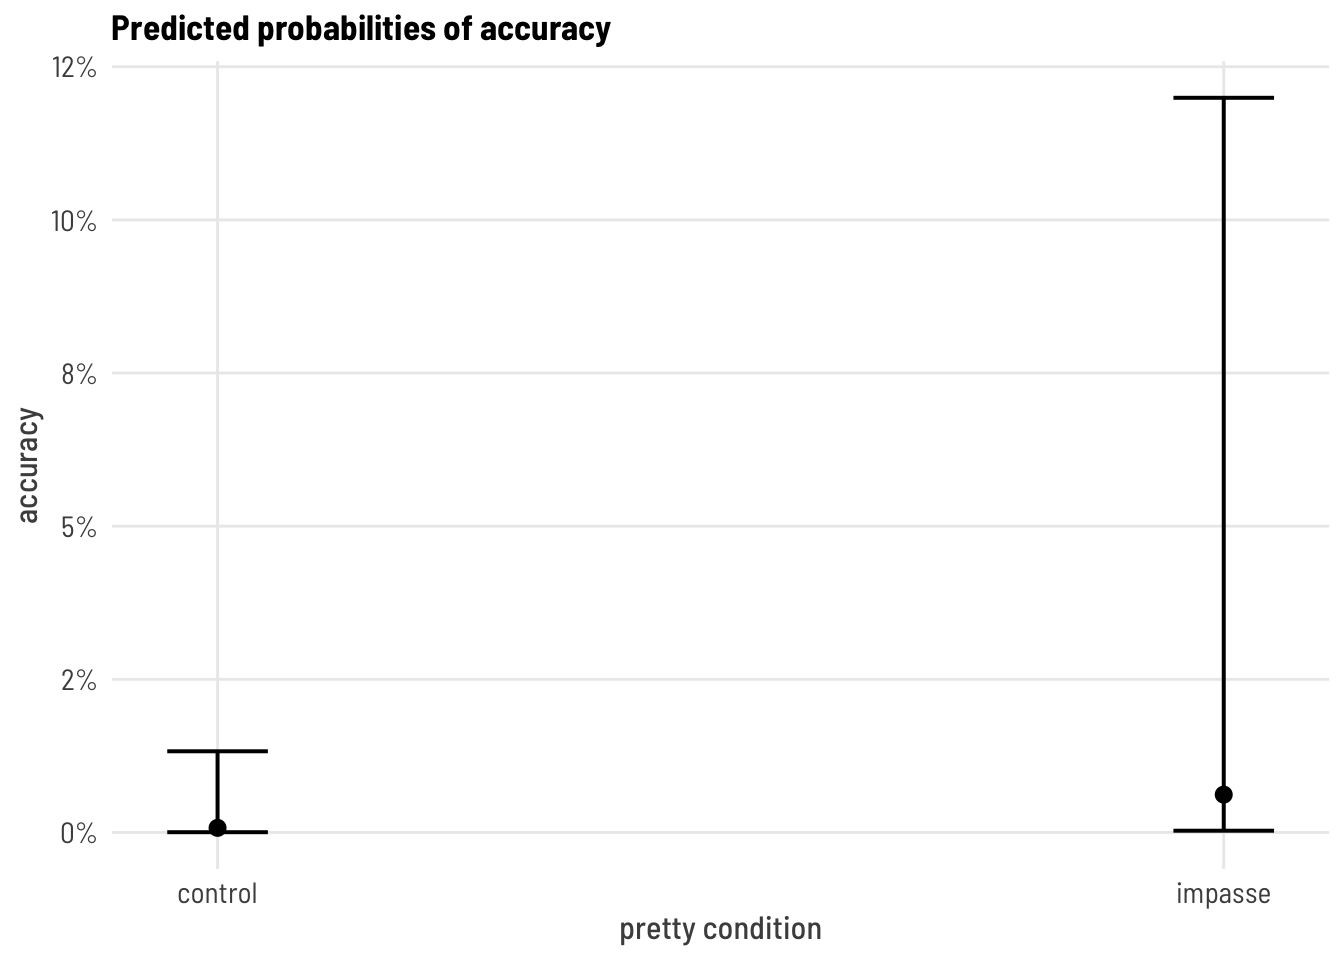 Predicted probabilities of accuracy
12%
10%
8%
5%
2%
0%
accuracy
control
impasse
pretty condition